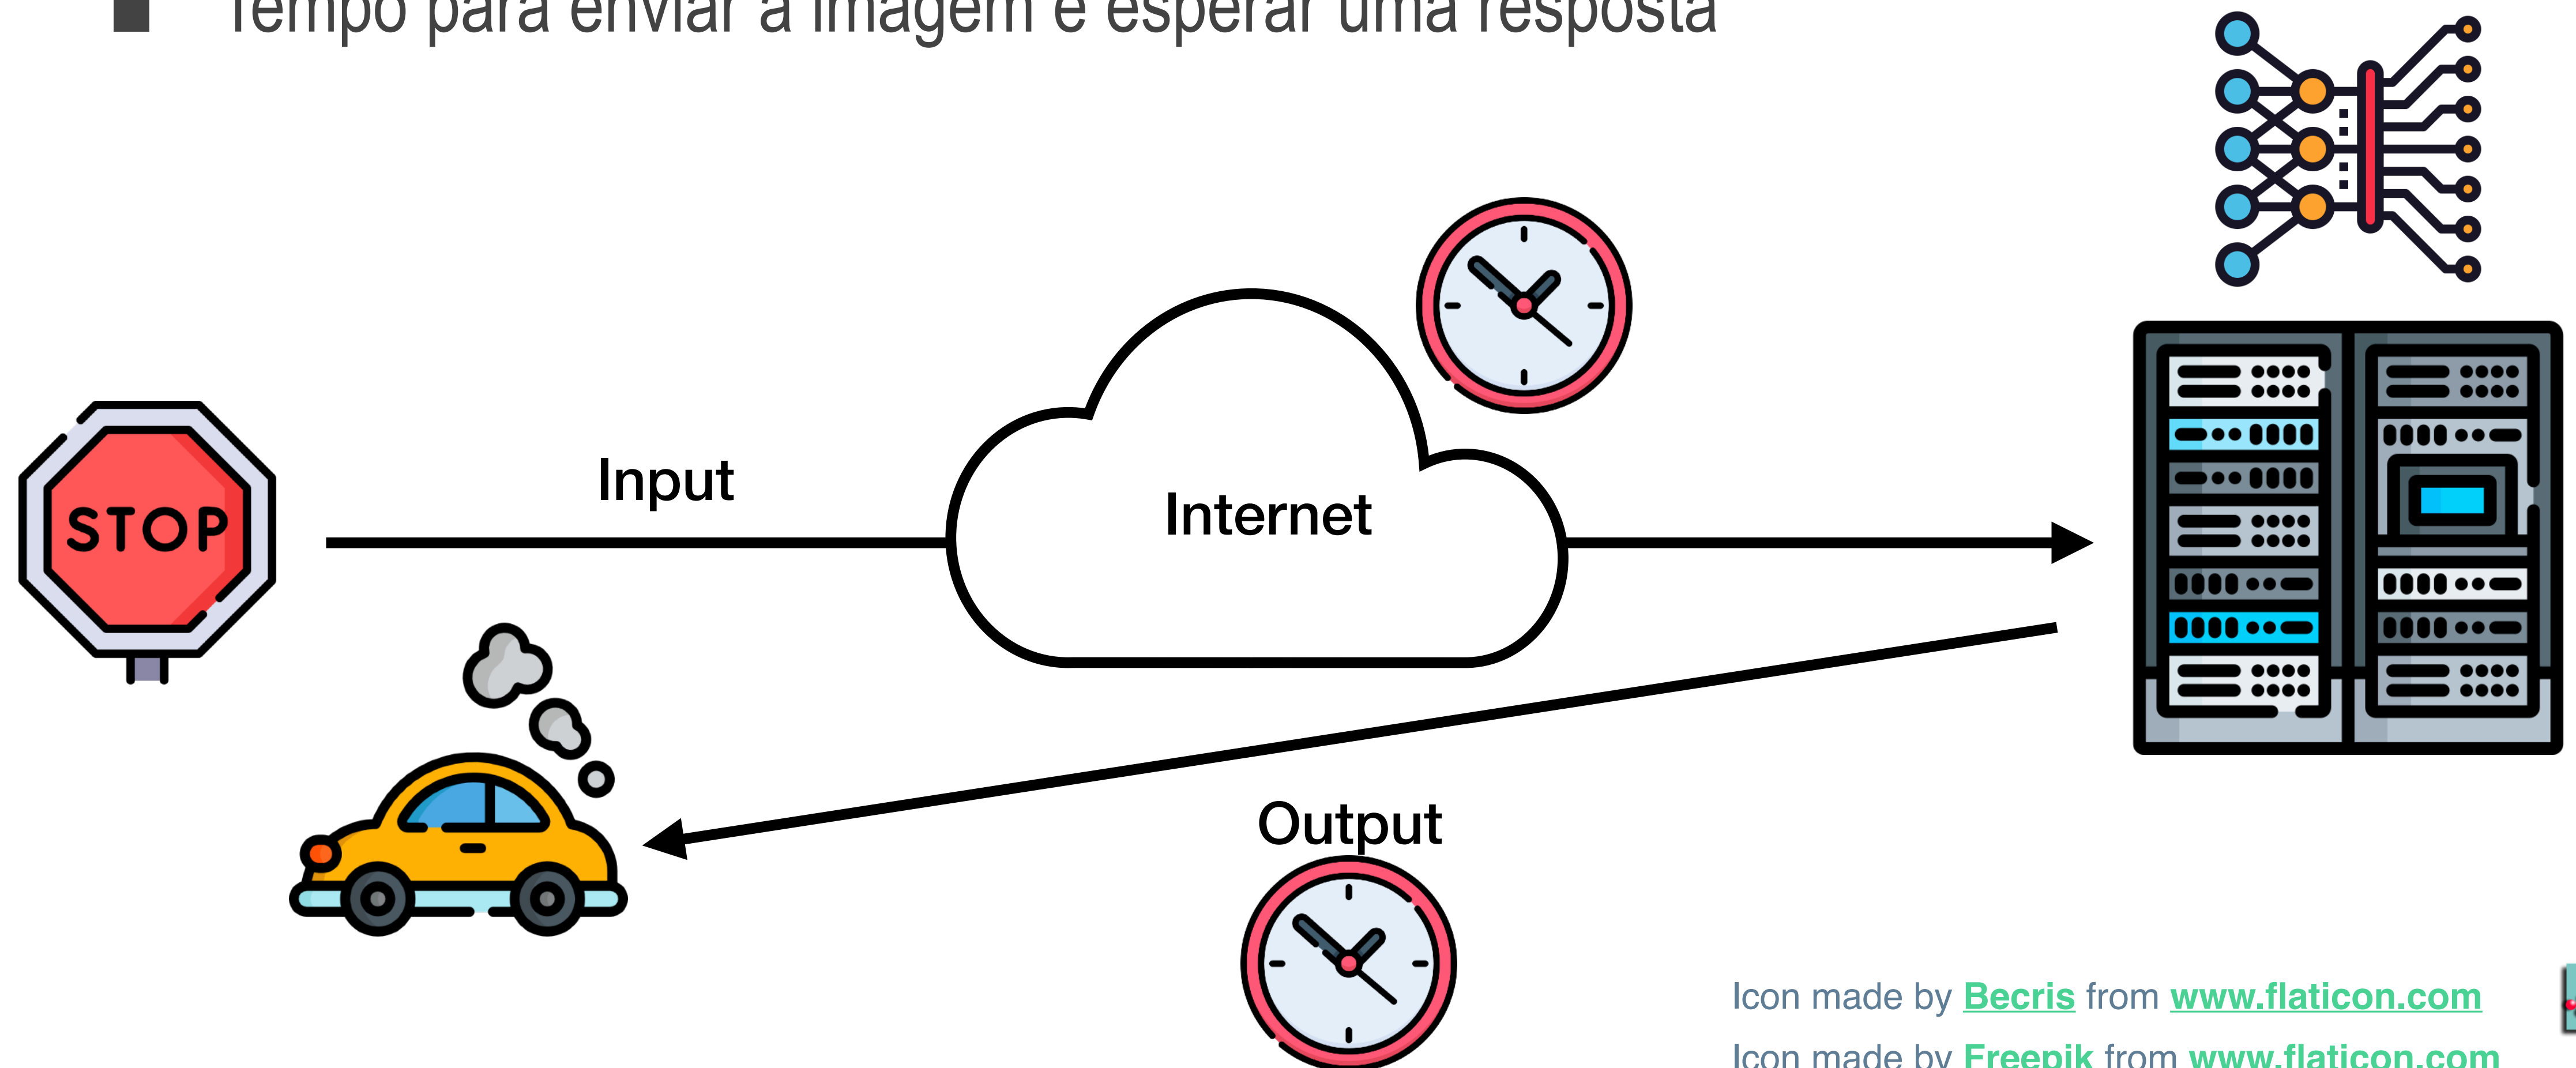 Tempo para enviar a imagem e esperar uma resposta
STOP
Input
Internet
Output
Icon made by Becris from www.flaticon.com
Icon made by Freepik from www.flaticon.com